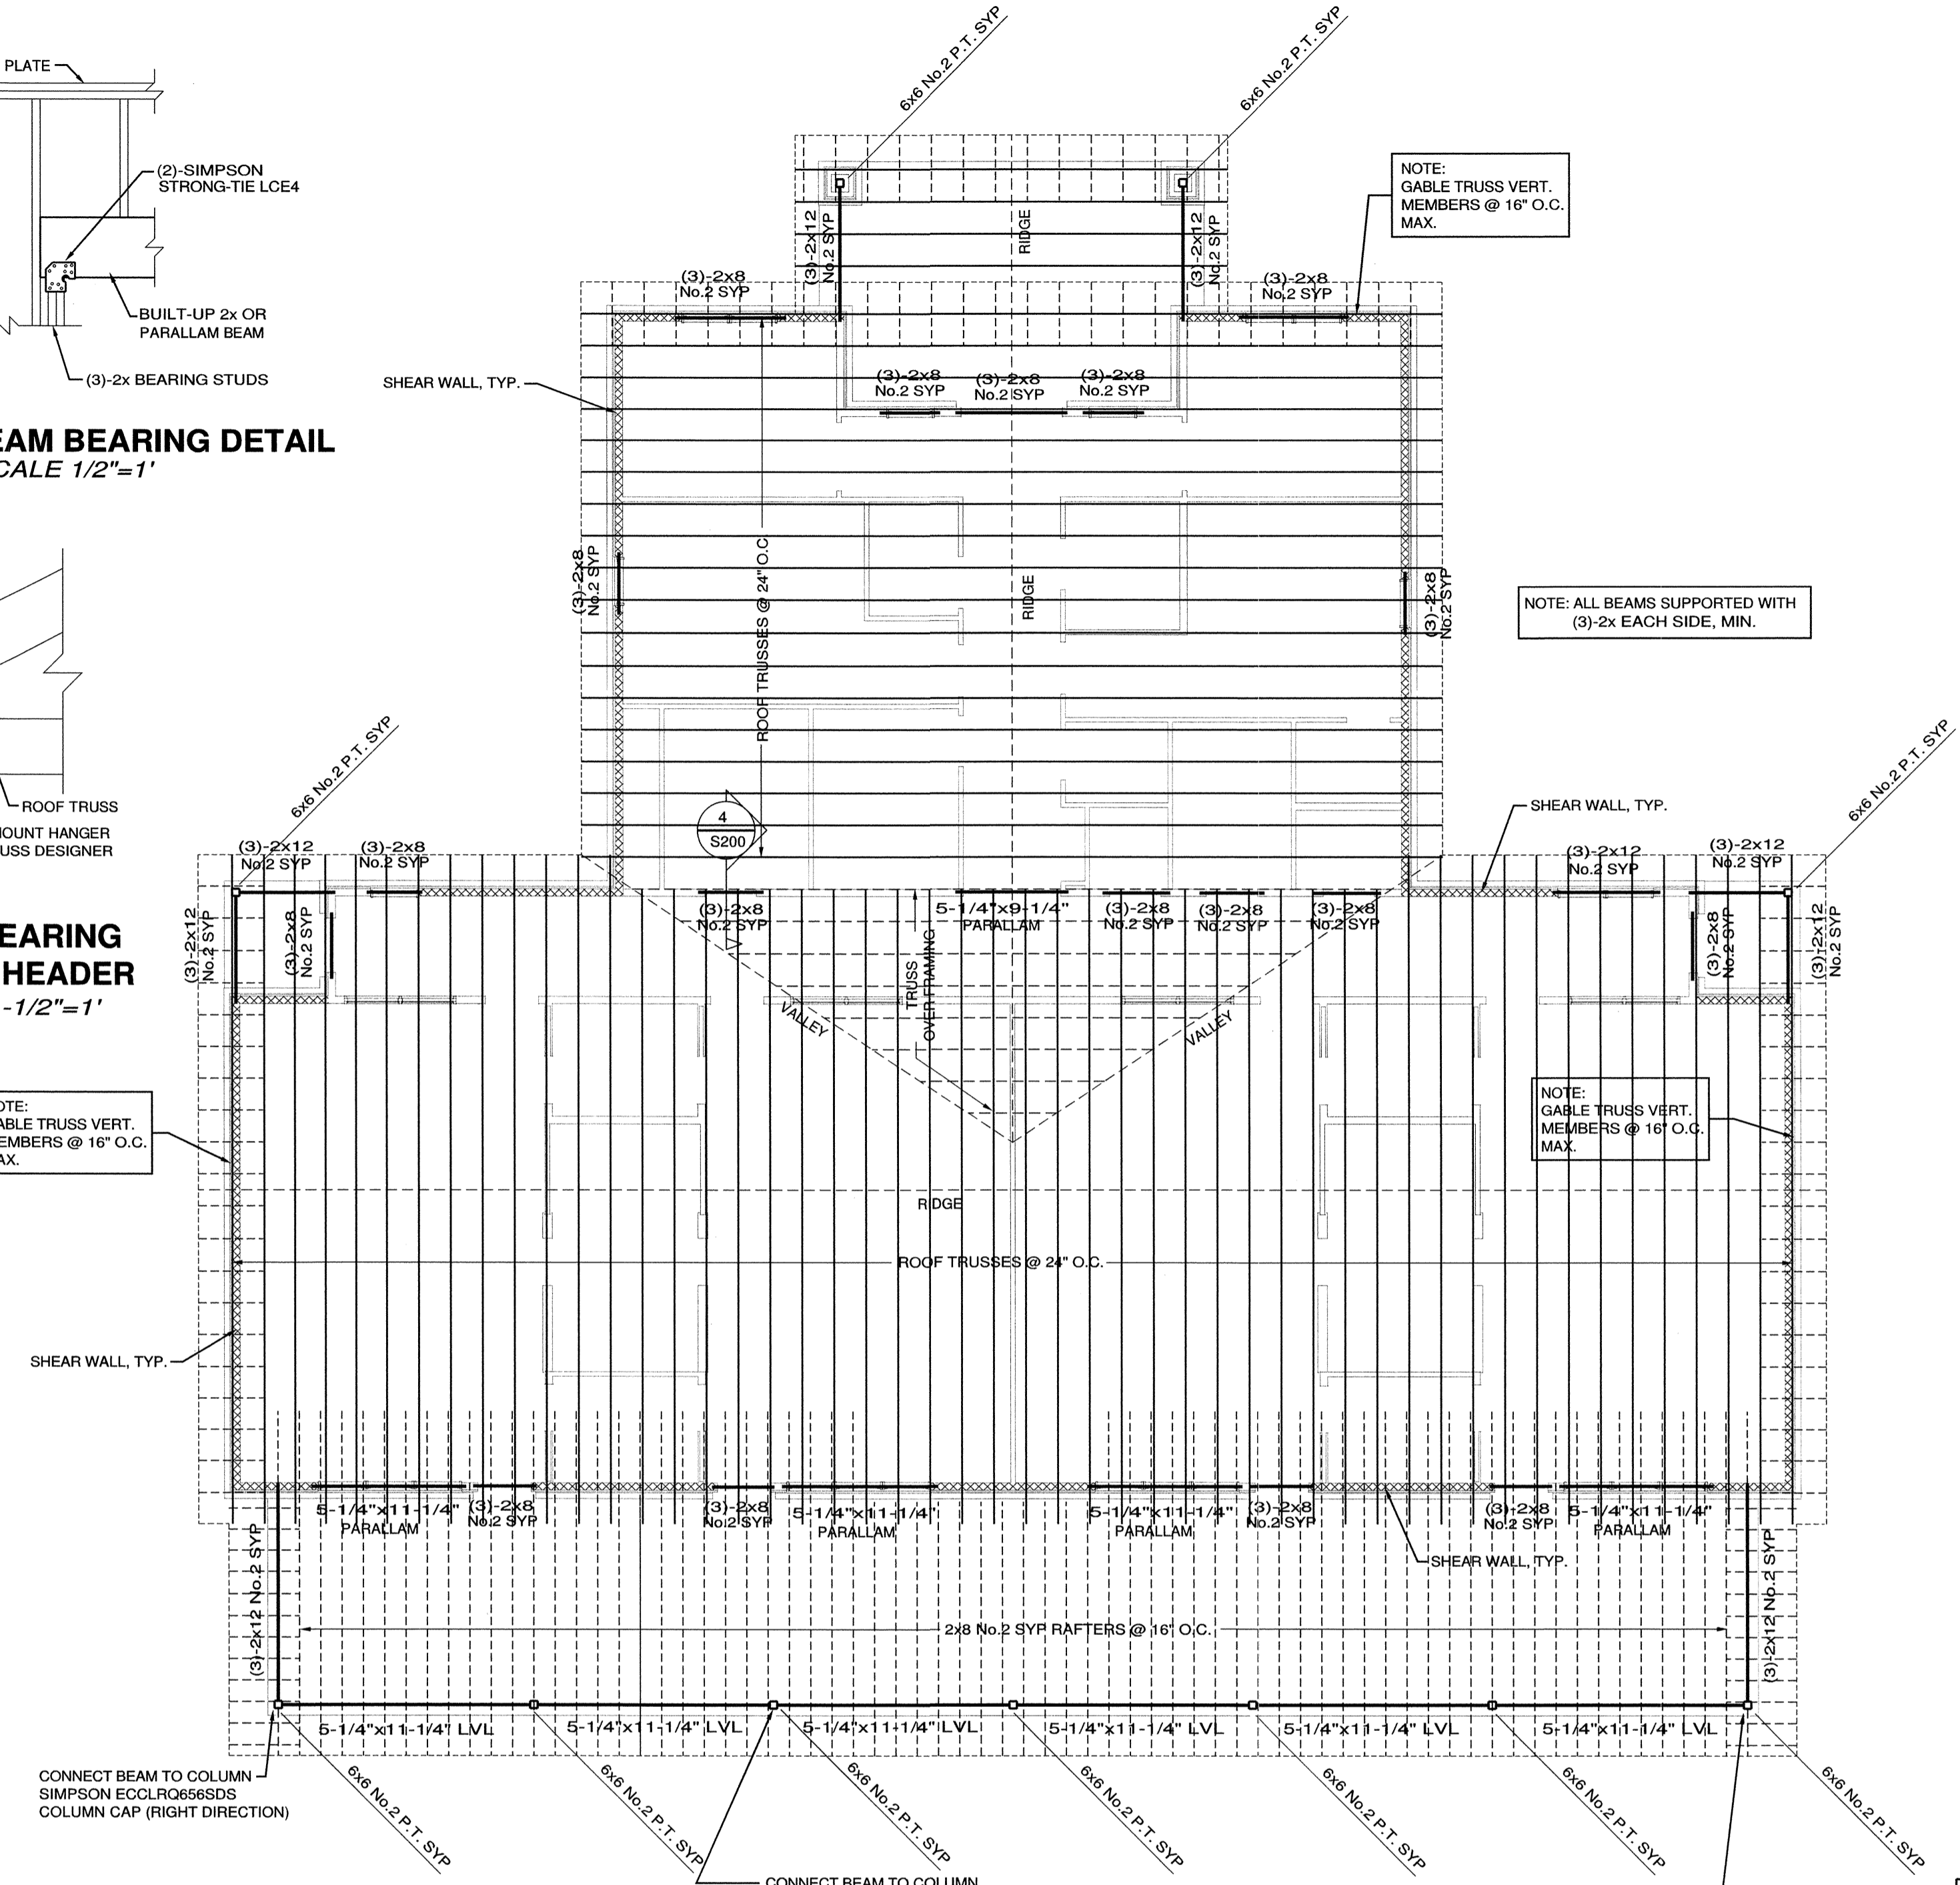 PLATE
(2)-SIMPSON
STRONG-TIE LCE4
BUILT-UP 2x OR
PARALLAM BEAM
(3)-2x BEARING STUDS
EAM BEARING DETAIL
CALE 1/2"=1'
ROOF TRUSS
MOUNT HANGER
USS DESIGNER
EARING
HEADER
-1/2"=1'
6x6 No.2 P.T. SYP
6x6 No.2 P.T. SYP
NOTE:
GABLE TRUSS VERT.
MEMBERS @ 16" O.C.
MAX.
(3)-2x12
No.2 SYP
RIDGE
(3)-2x12
No.2 SYP
(3)-2x8
No.2 SYP
(3)-2x8
No.2 SYP
SHEAR WALL, TYP.
(3)-2x8
No.2 SYP
(3)-2x8
No.2 SYP
(3)-2x8
No.2 SYP
(3)-2x8
No.2 SYP
ROOF TRUSSES @ 24" O.C.
RIDGE
(3)-2x8
No.2 SYP
NOTE: ALL BEAMS SUPPORTED WITH
(3)-2x EACH SIDE, MIN.
6x6 No.2 P.T. SYP
6x6 No.2 P.T. SYP
4
S200
SHEAR WALL, TYP.
(3)-2x12
No.2 SYP
(3)-2x8
No.2 SYP
(3)-2x12
No.2 SYP
(3)-2x12
No.2 SYP
(3)-2x12
No.2 SYP
(3)-2x8
No.2 SYP
(3)-2x8
No.2 SYP
5-1/4"x9-1/4"
PARALLAM
(3)-2x8
No.2 SYP
(3)-2x8
No.2 SYP
(3)-2x8
No.2 SYP
(3)-2x8
No.2 SYP
(3)-2x12
No.2 SYP
TRUSS
OVER FRAMING
VALLEY
VALLEY
OTE:
ABLE TRUSS VERT.
EMBERS @ 16" O.C.
AX.
NOTE:
GABLE TRUSS VERT.
MEMBERS @ 16" O.C.
MAX.
RIDGE
ROOF TRUSSES @ 24" O.C.
SHEAR WALL, TYP.
5-1/4"x11-1/4"
PARALLAM
(3)-2x8
No.2 SYP
(3)-2x8
No.2 SYP
5-1/4"x11-1/4"
PARALLAM
5-1/4"x11-1/4"
PARALLAM
(3)-2x8
No.2 SYP
(3)-2x8
No.2 SYP
5-1/4"x11-1/4"
PARALLAM
SHEAR WALL, TYP.
(3)-2x12 No.2 SYP
2x8 No.2 SYP RAFTERS @ 16" O.C.
(3)-2x12 No.2 SYP
5-1/4"x11-1/4" LVL
5-1/4"x11-1/4" LVL
5-1/4"x11-1/4" LVL
5-1/4"x11-1/4" LVL
5-1/4"x11-1/4" LVL
5-1/4"x11-1/4" LVL
CONNECT BEAM TO COLUMN
SIMPSON ECCLRQ656SDS
COLUMN CAP (RIGHT DIRECTION)
6x6 No.2 P.T. SYP
6x6 No.2 P.T. SYP
6x6 No.2 P.T. SYP
6x6 No.2 P.T. SYP
6x6 No.2 P.T. SYP
6x6 No.2 P.T. SYP
6x6 No.2 P.T. SYP
CONNECT BEAM TO COLUMN